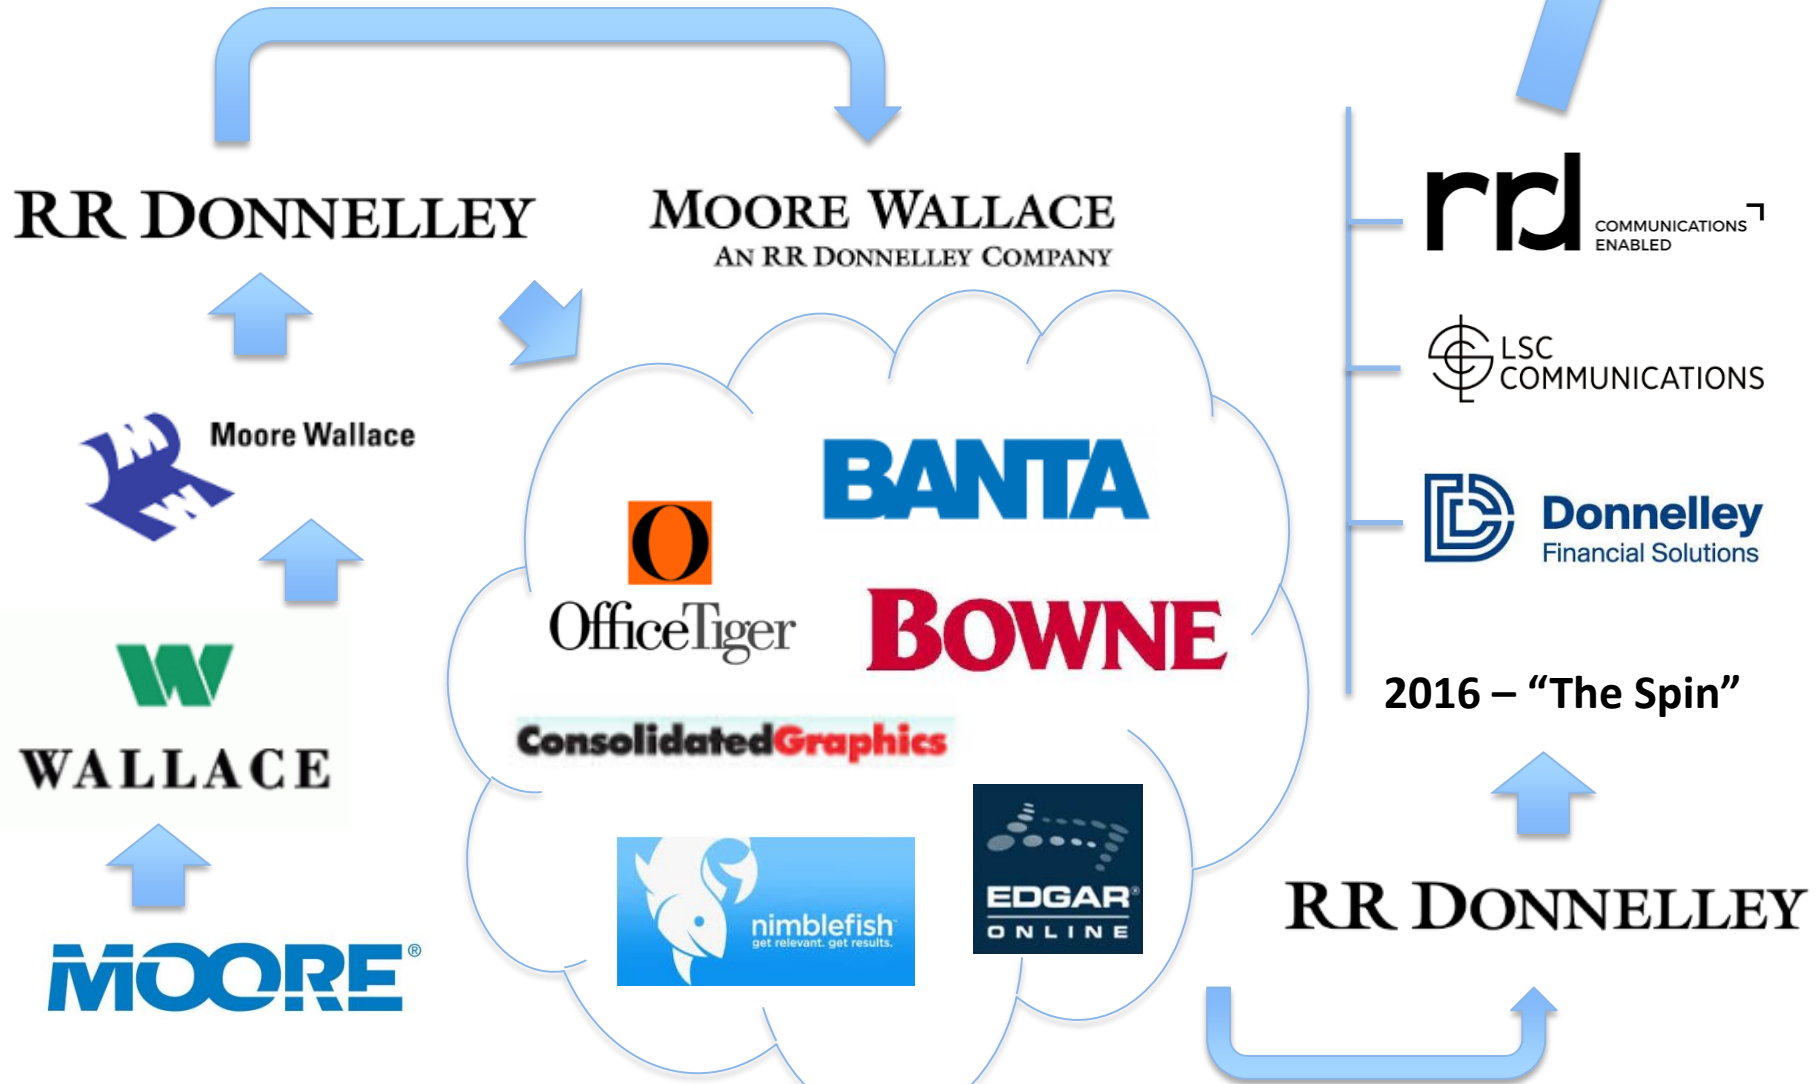 RR DONNELLEY
MOORE WALLACE
AN RR DONNELLEY COMPANY
Moore Wallace
M
W
W
WALLACE
MOORE®
BANTA
O
OfficeTiger
BOWNE
ConsolidatedGraphics
nimblefish
get relevant. get results.
EDGAR®
ONLINE
rrd
COMMUNICATIONS
ENABLED
LSC
COMMUNICATIONS
Donnelley
Financial Solutions
2016 – “The Spin”
RR DONNELLEY